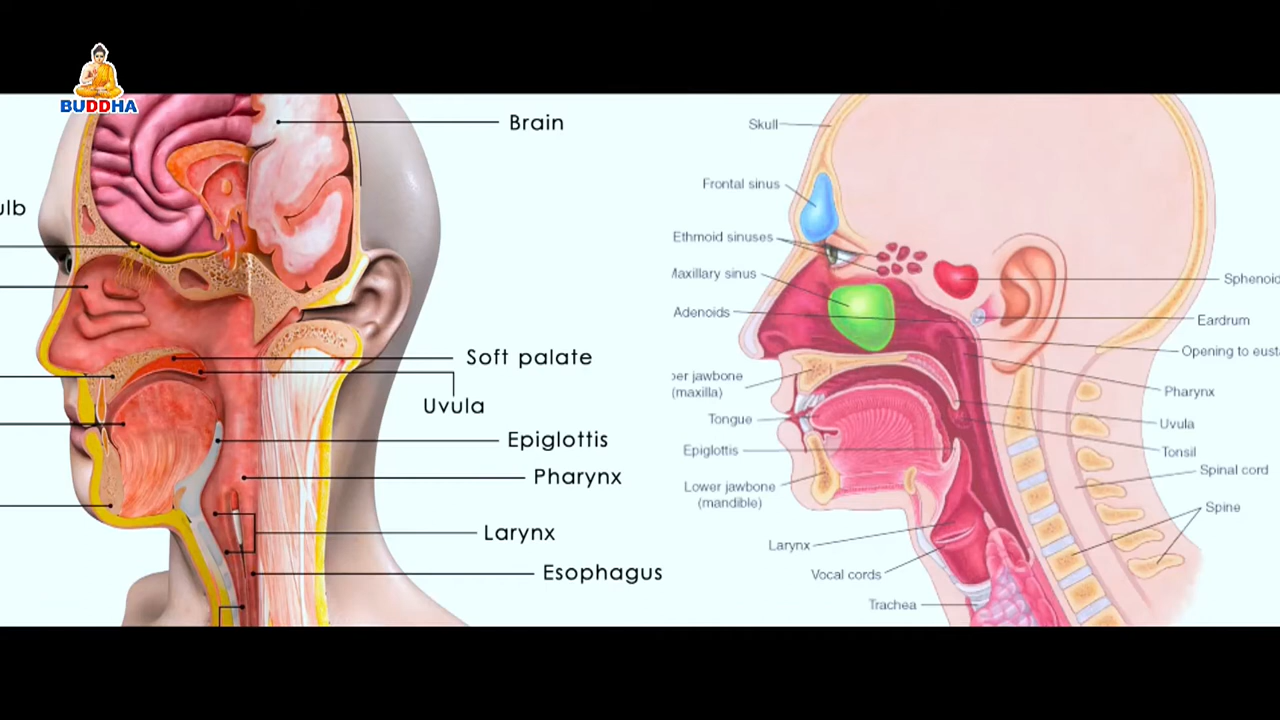 BUDDHA
Brain
ulb
Soft palate
Uvula
Epiglottis
Pharynx
Larynx
Esophagus
Skull
Frontal sinus
Ethmoid sinuses
Maxillary sinus
Adenoids
per jawbone
(maxilla)
Tongue
Epiglottis
Lower jawbone
(mandible)
Larynx
Vocal cords
Trachea
Sphenoid
Eardrum
Opening to eusta
Pharynx
Uvula
Tonsil
Spinal cord
Spine